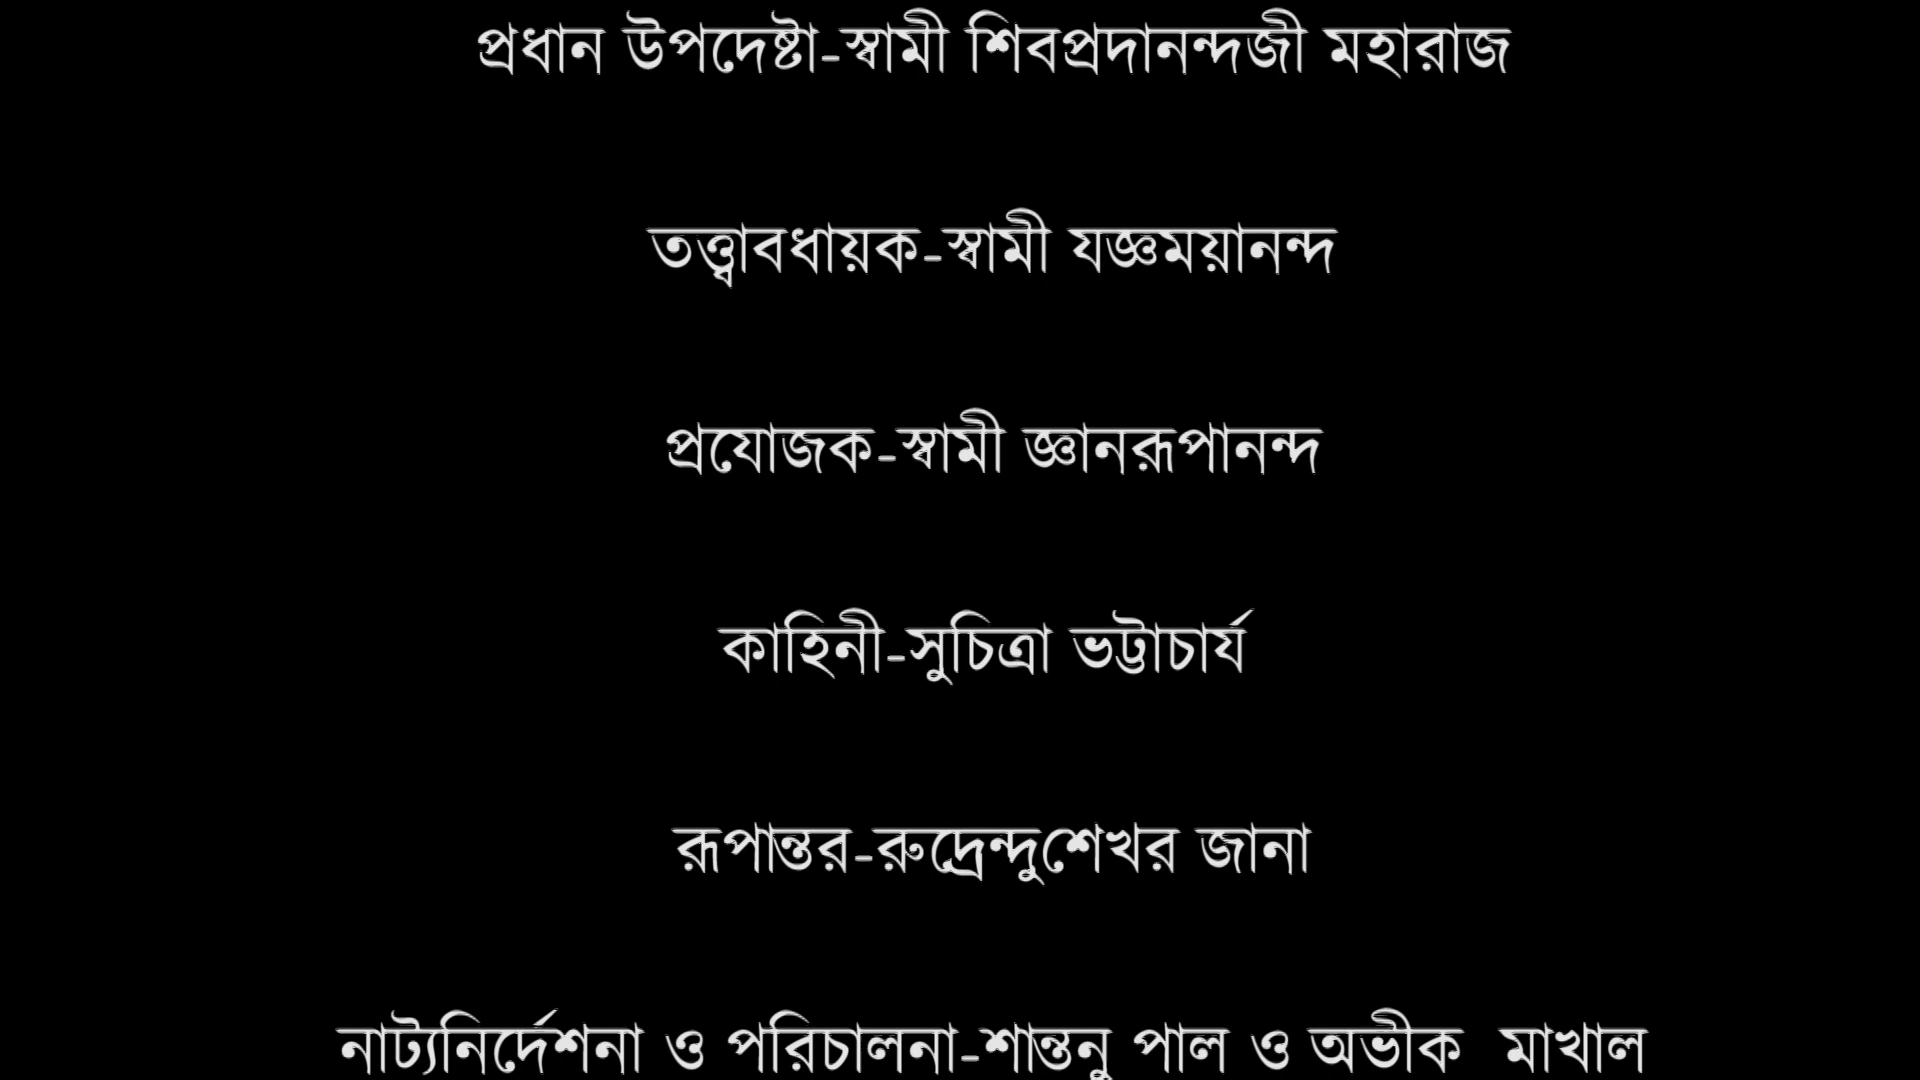 প্রধান উপদেষ্টা-স্বামী শিবপ্রদানন্দজী মহারাজ
তত্ত্বাবধায়ক-স্বামী যজ্ঞময়ানন্দ
প্রযোজক-স্বামী জ্ঞানরূপানন্দ
কাহিনী-সুচিত্রা ভট্টাচার্য
রূপান্তর-রুদ্রেন্দুশেখর জানা
নাট্যনির্দেশনা ও পরিচালনা-শান্তনু পাল ও অভীক মাখাল